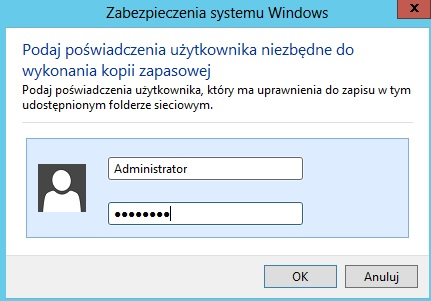 Zabezpieczenia systemu Windows
x
Podaj poświadczenia użytkownika niezbędne do
wykonania kopii zapasowej
Podaj poświadczenia użytkownika, który ma uprawnienia do zapisu w tym
udostępnionym folderze sieciowym.
Administrator
●●●●●●●●
OK Anuluj